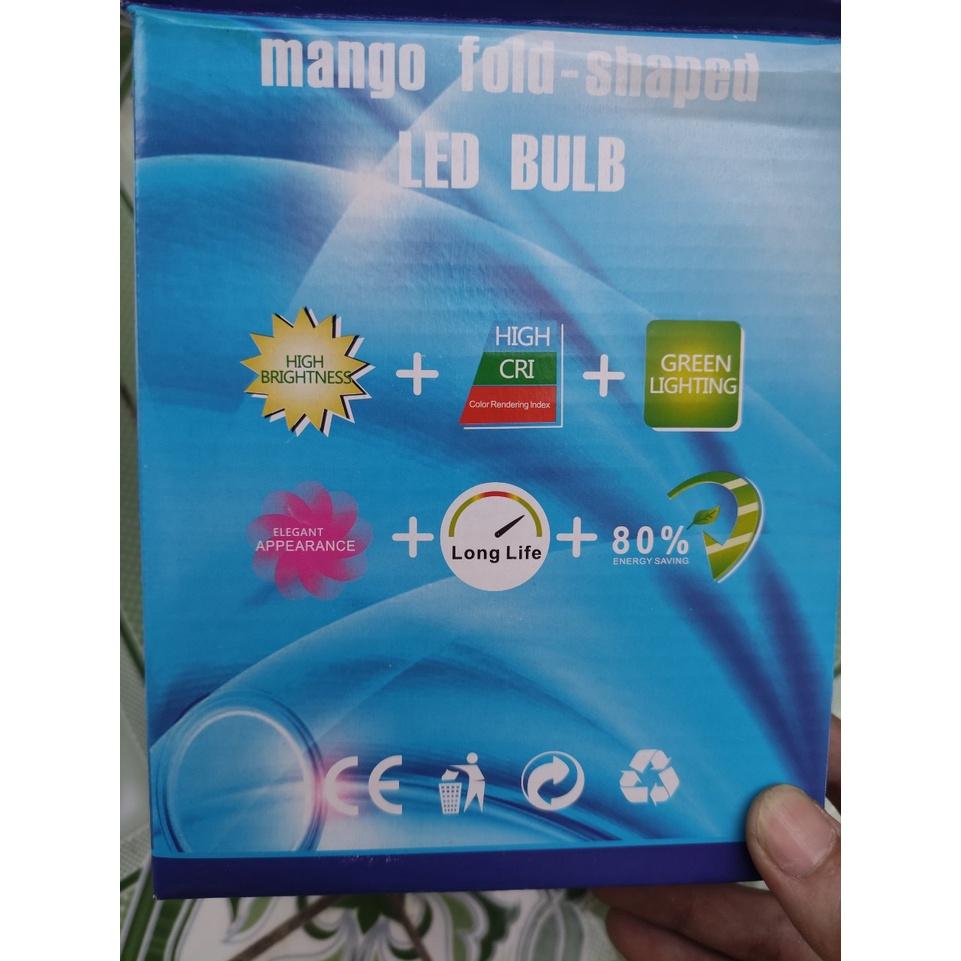 mango fold-shaped
LED BULB
HIGH
BRIGHTNESS
+
HIGH
CRI
Color Rendering Index
+
GREEN
LIGHTING
ELEGANT
APPEARANCE
+
Long Life
+
80%
ENERGY SAVING
CE